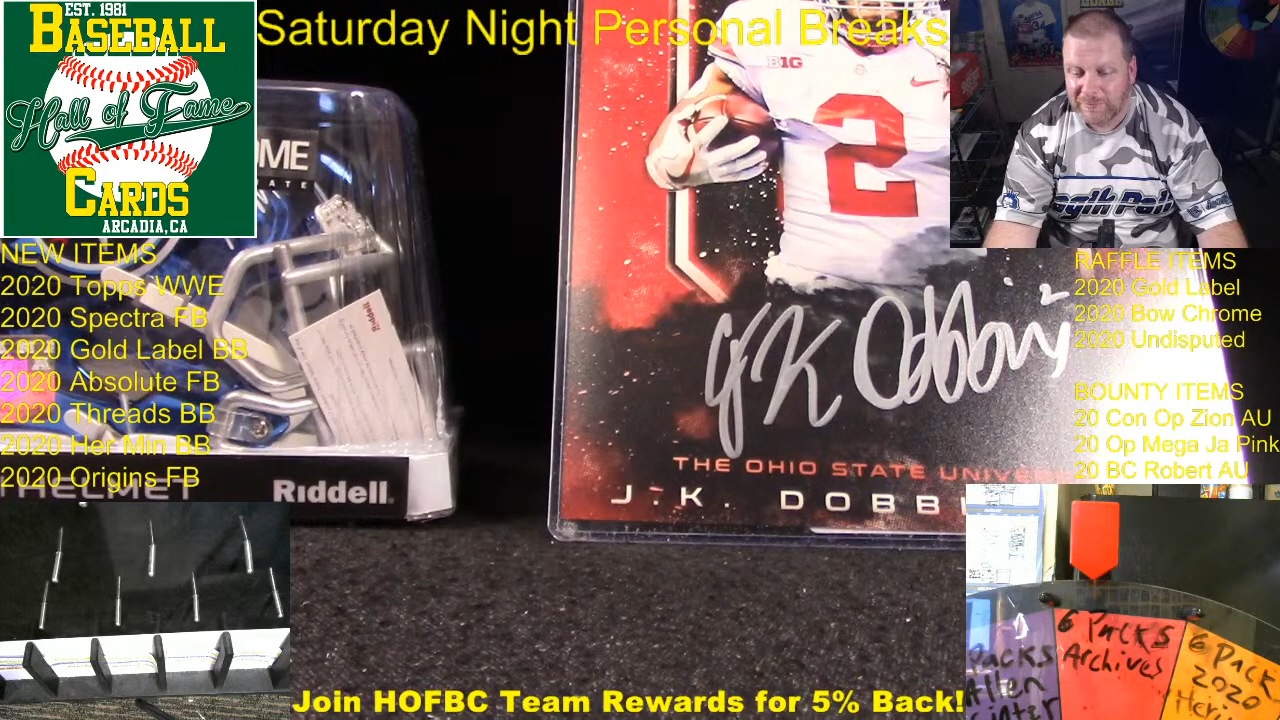 EST. 1981
BASEBALL
Hall of Fame
CARDS
ARCADIA, CA
Saturday Night Personal Breaks
NEW ITEMS
2020 Topps WWE
2020 Spectra FB
2020 Gold Label BB
2020 Absolute FB
2020 Threads BB
2020 Her Min BB
2020 Origins FB
Riddell
Riddell
B1G
2
JK Dobbins
THE OHIO STATE
J.K. DOBB
RAFFLE ITEMS
2020 Gold Label
2020 Bow Chrome
2020 Undisputed
BOUNTY ITEMS
20 Con Op Zion AU
20 Op Mega Ja Pink
20 BC Robert AU
6 Packs
Archives
6 Pack
2020
Join HOFBC Team Rewards for 5% Back!